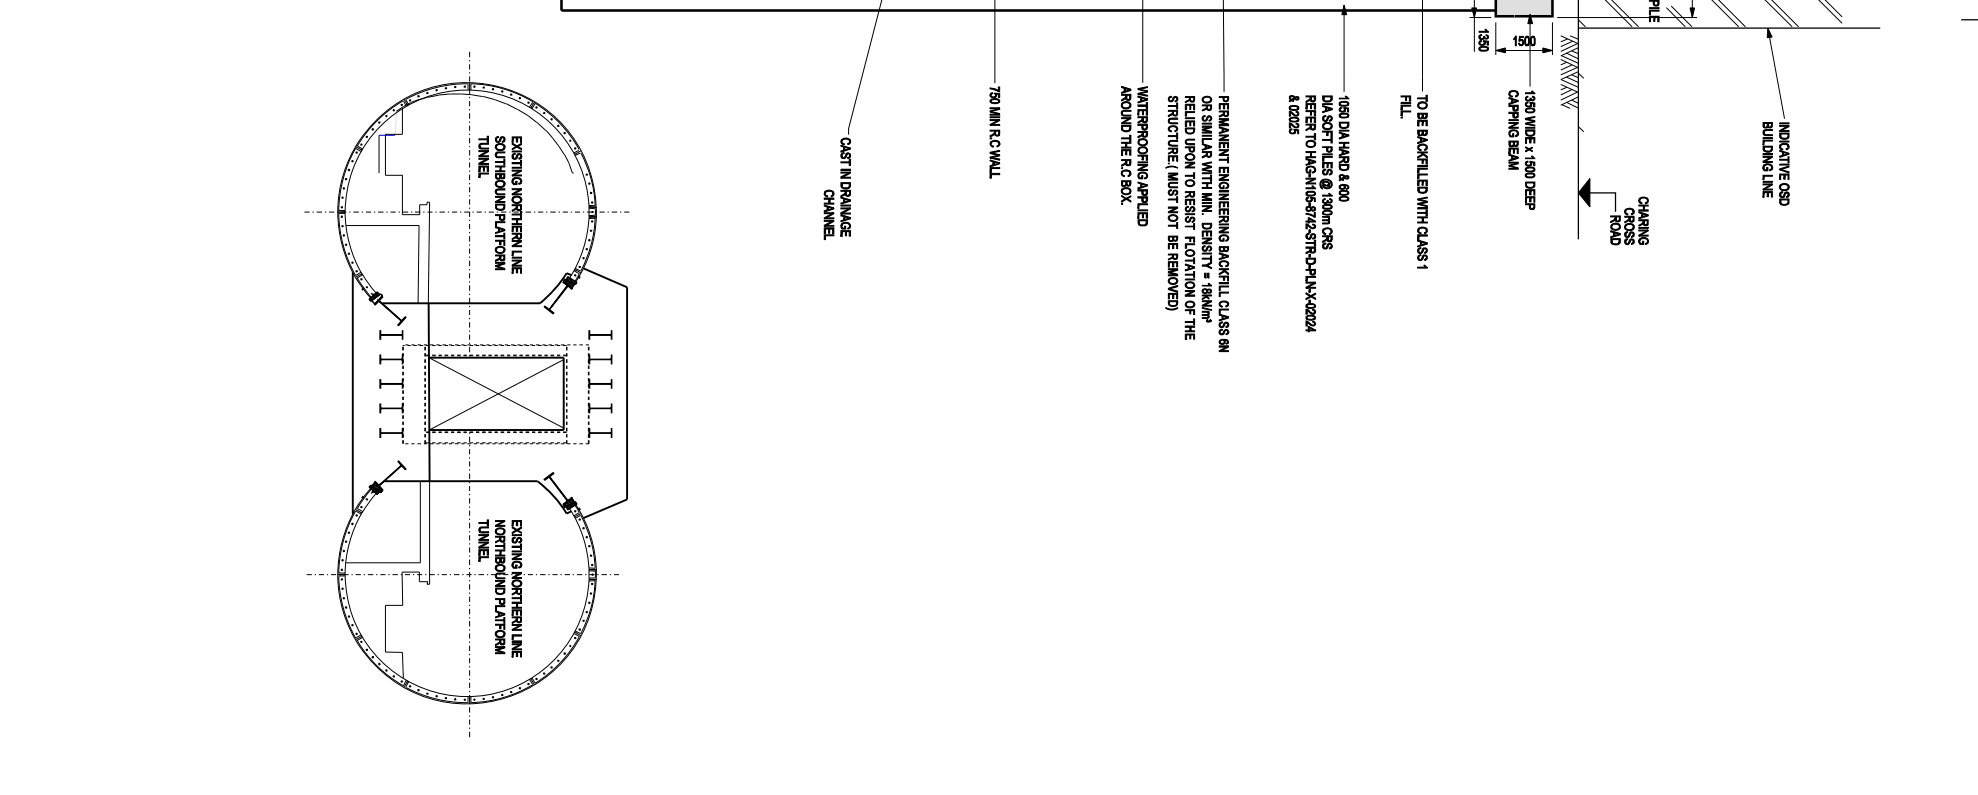 PILE
1350
1500
INDICATIVE OSD
BUILDING LINE
CHARING
CROSS
ROAD
1350 WIDE x 1500 DEEP
CAPPING BEAM
TO BE BACKFILLED WITH CLASS 1
FILL.
1050 DIA HARD & 600
DIA SOFT PILES @ 1300m CRS
REFER TO HAG-N105-8742-STR-D-PLN-X-02024
& 02025
PERMANENT ENGINEERING BACKFILL CLASS 6N
OR SIMILAR WITH MIN. DENSITY = 18kN/m³
RELIED UPON TO RESIST FLOTATION OF THE
STRUCTURE.( MUST NOT BE REMOVED)
WATERPROOFING APPLIED
AROUND THE R.C BOX.
750 MIN R.C WALL
CAST IN DRAINAGE
CHANNEL
EXISTING NORTHERN LINE
SOUTHBOUND PLATFORM
TUNNEL
EXISTING NORTHERN LINE
NORTHBOUND PLATFORM
TUNNEL